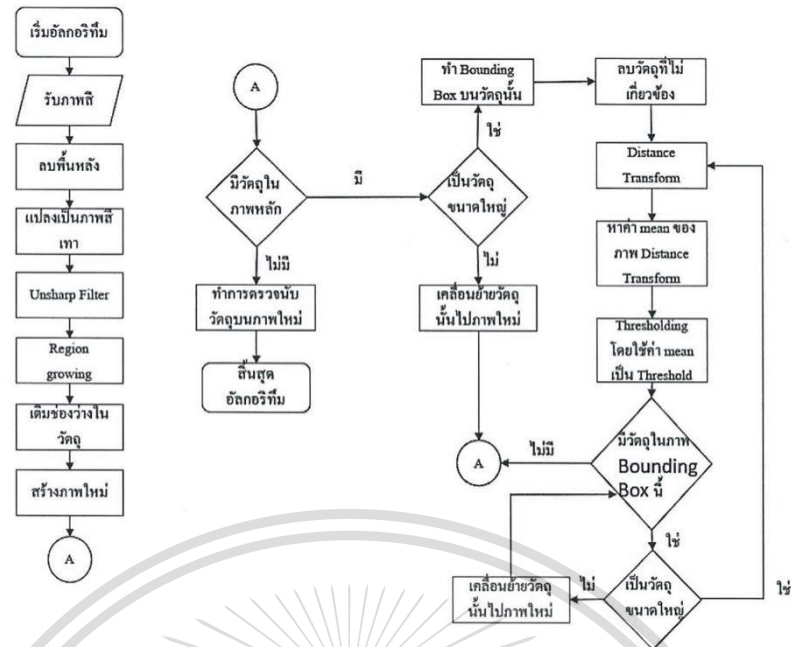 เริ่มอัลกอริทึม
รับภาพสี
ลบพื้นหลัง
แปลงเป็นภาพสี
เทา
Unsharp Filter
Region
growing
เติมช่องว่างใน
วัตถุ
สร้างภาพใหม่
A
A
มีวัตถุใน
ภาพหลัก
มี
ไม่มี
ทำการตรวจนับ
วัตถุบนภาพใหม่
สิ้นสุด
อัลกอริทึม
ทำ Bounding
Box บนวัตถุนั้น
ใช่
เป็นวัตถุ
ขนาดใหญ่
ไม่
เคลื่อนย้ายวัตถุ
นั้นไปภาพใหม่
A
ลบวัตถุที่ไม่
เกี่ยวข้อง
Distance
Transform
หาค่า mean ของ
ภาพ Distance
Transform
Thresholding
โดยใช้ค่า mean
เป็น Threshold
มีวัตถุในภาพ
Bounding
Box นี้
ไม่มี
ใช่
เป็นวัตถุ
ขนาดใหญ่
ไม่
ใช่
เคลื่อนย้ายวัตถุ
นั้นไปภาพใหม่